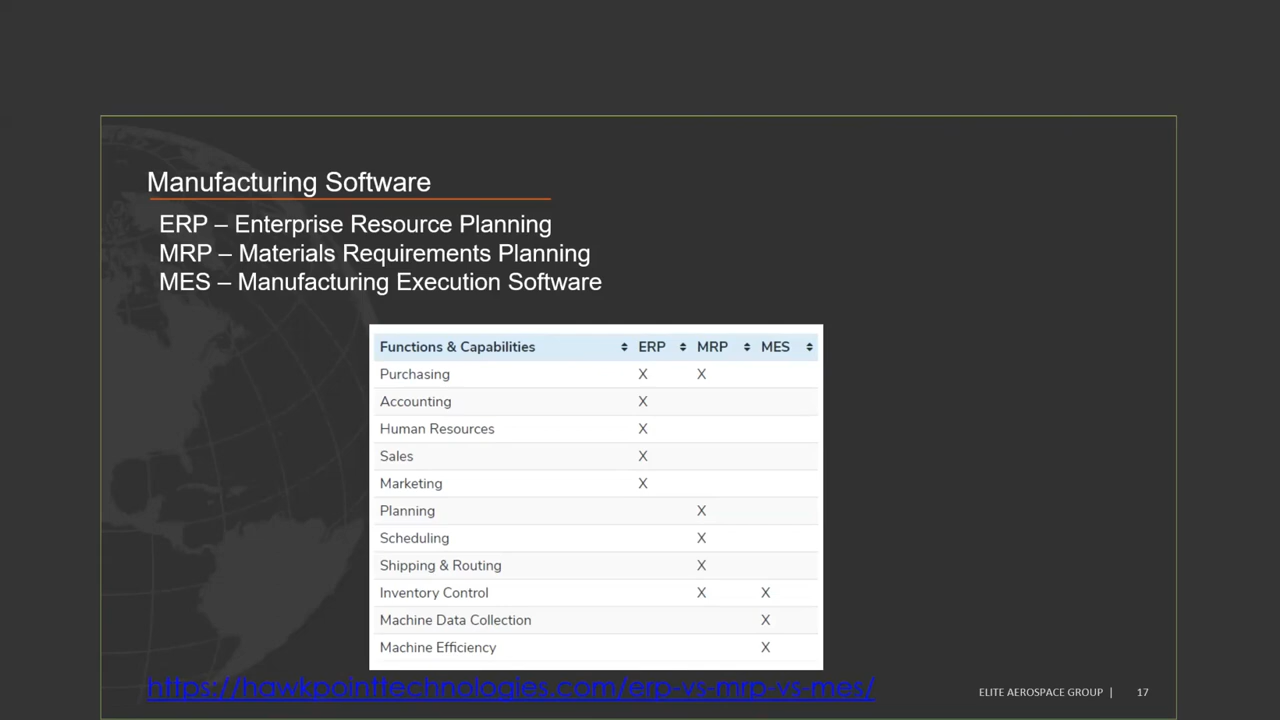 Manufacturing Software
ERP – Enterprise Resource Planning
MRP – Materials Requirements Planning
MES – Manufacturing Execution Software
Functions & Capabilities ERP MRP MES
Purchasing X X
Accounting X
Human Resources X
Sales X
Marketing X
Planning X
Scheduling X
Shipping & Routing X
Inventory Control X X
Machine Data Collection X
Machine Efficiency X
https://hawkpointtechnologies.com/erp-vs-mrp-vs-mes/
ELITE AEROSPACE GROUP | 17